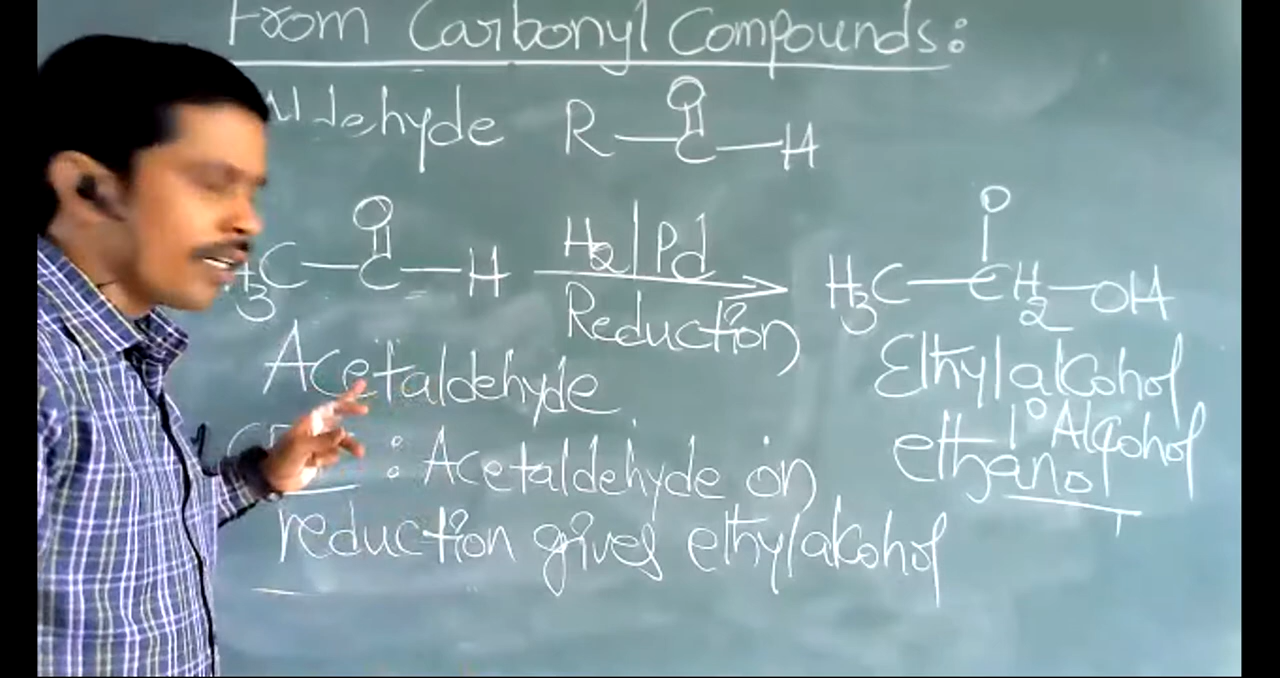 From Carbonyl Compounds:
Aldehyde R—C—H
O
O
H3C—C—H H2/Pd H3C—CH2—OH
O
Reduction
Acetaldehyde Ethylalcohol
1° Alcohol
ethanol
: Acetaldehyde on
reduction gives ethylalcohol